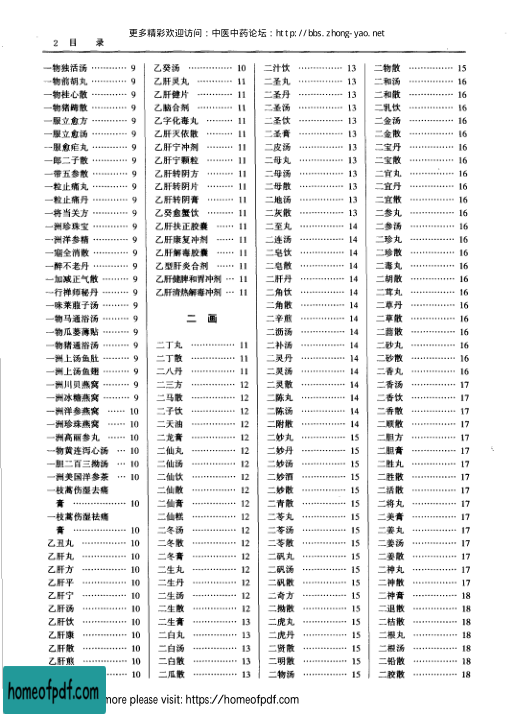 更多精彩欢迎访问：中医中药论坛：http://bbs.zhong-yao.net
2 目 录
一物独活汤 ………… 9
一物前胡丸 ………… 9
一物桂心散 ………… 9
一物猪蹄散 ………… 9
一服立愈方 ………… 9
一服立愈汤 ………… 9
一服愈疟丸 ………… 9
一郎二子散 ………… 9
一带五参散 ………… 9
一粒止痛丸 ………… 9
一粒止痛丹 ………… 9
一将当关方 ………… 9
一洲珍珠宝 ………… 9
一洲洋参精 ………… 9
一匊全消散 ………… 9
一醉不老丹 ………… 9
一加减正气散 ……… 9
一行禅师秘丹 ……… 9
一味莱菔子汤 ……… 9
一物马通浴汤 ……… 9
一物瓜蒌薄贴 ……… 9
一物猪通浴汤 ……… 9
一洲上汤鱼肚 ……… 9
一洲上汤鱼翅 ……… 9
一洲川贝燕窝 ……… 9
一洲冰糖燕窝 ……… 9
一洲洋参燕窝 …… 10
一洲珍珠燕窝 …… 10
一洲高丽参丸 …… 10
一物黄连泻心汤 … 10
一胆二百三拗汤 … 10
一洲美国洋参茶 … 10
一枝蒿伤湿去痛
膏 ……………… 10
一枝蒿伤湿祛痛
膏 ……………… 10
乙丑丸 …………… 10
乙肝丸 …………… 10
乙肝方 …………… 10
乙肝平 …………… 10
乙肝宁 …………… 10
乙肝汤 …………… 10
乙肝饮 …………… 10
乙肝康 …………… 10
乙肝散 …………… 10
乙肝煎 …………… 10
…………… 10
乙癸汤 …………… 10
乙肝灵丸 ………… 11
乙肝健片 ………… 11
乙脑合剂 ………… 11
乙字化毒丸 ……… 11
乙肝灭依散 ……… 11
乙肝宁冲剂 ……… 11
乙肝宁颗粒 ……… 11
乙肝转阴方 ……… 11
乙肝转阴片 ……… 11
乙肝转阴膏 ……… 11
乙癸愈蟹饮 ……… 11
乙肝扶正胶囊 …… 11
乙肝康复冲剂 …… 11
乙肝解毒胶囊 …… 11
乙型肝炎合剂 …… 11
乙肝健脾和胃冲剂 … 11
乙肝清热解毒冲剂 … 11
二 画
二丁丸 …………… 11
二丁散 …………… 11
二八丹 …………… 11
二三方 …………… 12
二马散 …………… 12
二子饮 …………… 12
二天油 …………… 12
二龙膏 …………… 12
二仙丸 …………… 12
二仙汤 …………… 12
二仙饮 …………… 12
二仙散 …………… 12
二仙膏 …………… 12
二仙糕 …………… 12
二冬汤 …………… 12
二冬散 …………… 12
二冬膏 …………… 12
二生丸 …………… 12
二生丹 …………… 12
二生汤 …………… 12
二生散 …………… 12
二生膏 …………… 13
二白丸 …………… 13
二白汤 …………… 13
二白散 …………… 13
二瓜散 …………… 13
二汁饮 …………… 13
二圣丸 …………… 13
二圣丹 …………… 13
二圣汤 …………… 13
二圣饮 …………… 13
二圣膏 …………… 13
二皮汤 …………… 13
二母丸 …………… 13
二母汤 …………… 13
二母散 …………… 13
二地汤 …………… 13
二灰散 …………… 13
二至丸 …………… 14
二连汤 …………… 14
二皂饮 …………… 14
二皂散 …………… 14
二肝丹 …………… 14
二角饮 …………… 14
二角散 …………… 14
二辛煎 …………… 14
二沥汤 …………… 14
二补汤 …………… 14
二灵丹 …………… 14
二灵汤 …………… 14
二灵散 …………… 14
二陈丸 …………… 14
二陈汤 …………… 14
二附散 …………… 14
二妙丸 …………… 15
二妙丹 …………… 15
二妙汤 …………… 15
二妙酒 …………… 15
二妙散 …………… 15
二青散 …………… 15
二苓丸 …………… 15
二苓汤 …………… 15
二苓散 …………… 15
二矾丸 …………… 15
二矾汤 …………… 15
二矾散 …………… 15
二奇方 …………… 15
二拗散 …………… 15
二虎丸 …………… 15
二虎丹 …………… 15
二贤散 …………… 15
二明散 …………… 15
二物汤 …………… 15
二物散 …………… 15
二和汤 …………… 16
二和散 …………… 16
二乳饮 …………… 16
二金汤 …………… 16
二金散 …………… 16
二宝丹 …………… 16
二宝散 …………… 16
二宜丸 …………… 16
二宜丹 …………… 16
二宜散 …………… 16
二参丸 …………… 16
二参汤 …………… 16
二珍丸 …………… 16
二珍散 …………… 16
二毒丸 …………… 16
二胡散 …………… 16
二茸丸 …………… 16
二草丹 …………… 16
二草散 …………… 16
二茴散 …………… 16
二砂丸 …………… 16
二砂散 …………… 16
二香丸 …………… 16
二香汤 …………… 17
二香饮 …………… 17
二香散 …………… 17
二顺散 …………… 17
二胆方 …………… 17
二胆膏 …………… 17
二胜丸 …………… 17
二胜散 …………… 17
二活散 …………… 17
二将丸 …………… 17
二美膏 …………… 17
二姜丸 …………… 17
二姜汤 …………… 17
二姜散 …………… 17
二神丸 …………… 17
二神散 …………… 17
二神膏 …………… 18
二退散 …………… 18
二枯散 …………… 18
二根丸 …………… 18
二根汤 …………… 18
二铅散 …………… 18
二胶散 …………… 18
homeofpdf.com
more please visit: https://homeofpdf.com